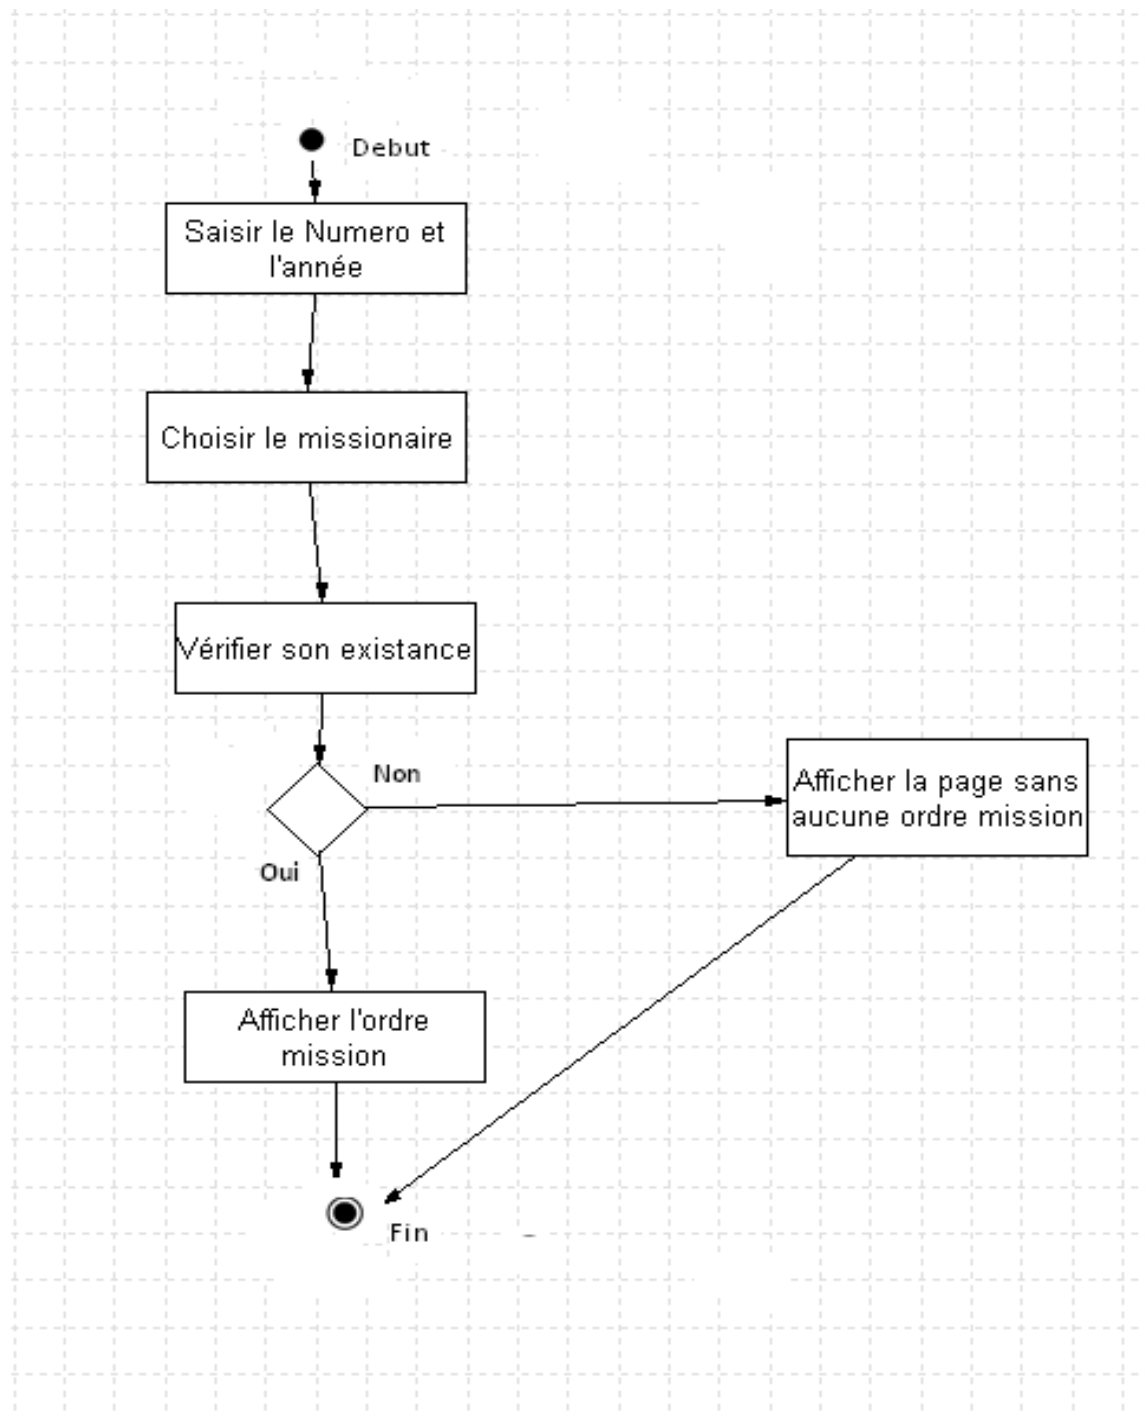 Debut
Saisir le Numero et
l'année
Choisir le missionaire
Vérifier son existance
Non
Afficher la page sans
aucune ordre mission
Oui
Afficher l'ordre
mission
Fin